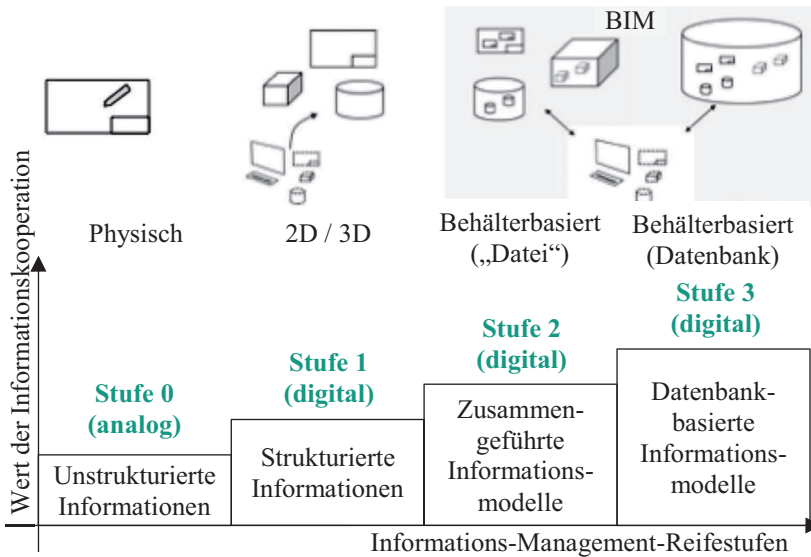 BIM
Physisch
2D / 3D
Behälterbasiert
(„Datei“)
Behälterbasiert
(Datenbank)
Wert der Informationskooperation
Stufe 0
(analog)
Stufe 1
(digital)
Stufe 2
(digital)
Stufe 3
(digital)
Unstrukturierte
Informationen
Strukturierte
Informationen
Zusammen-
geführte
Informations-
modelle
Datenbank-
basierte
Informations-
modelle
Informations-Management-Reifestufen